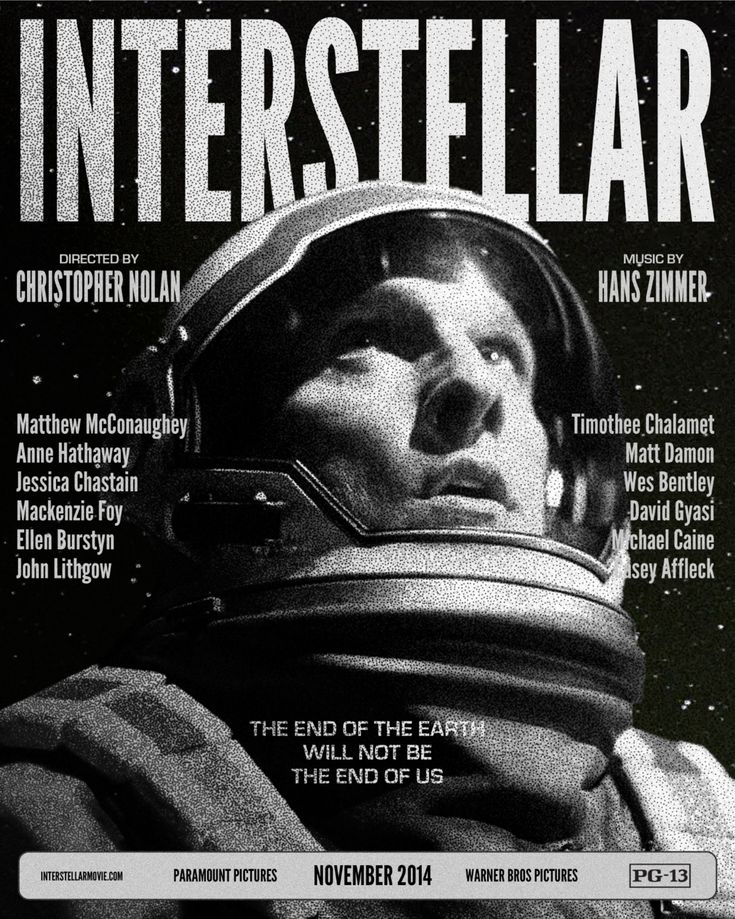 INTERSTELLAR
DIRECTED BY
CHRISTOPHER NOLAN
MUSIC BY
HANS ZIMMER
Matthew McConaughey
Anne Hathaway
Jessica Chastain
Mackenzie Foy
Ellen Burstyn
John Lithgow
Timothee Chalamet
Matt Damon
Wes Bentley
David Gyasi
Michael Caine
Affleck
THE END OF THE EARTH
WILL NOT BE
THE END OF US
INTERSTELLARMOVIE.COM
PARAMOUNT PICTURES
NOVEMBER 2014
WARNER BROS PICTURES
PG-13